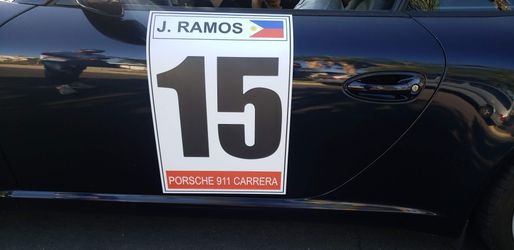 J. RAMOS
15
PORSCHE 911 CARRERA